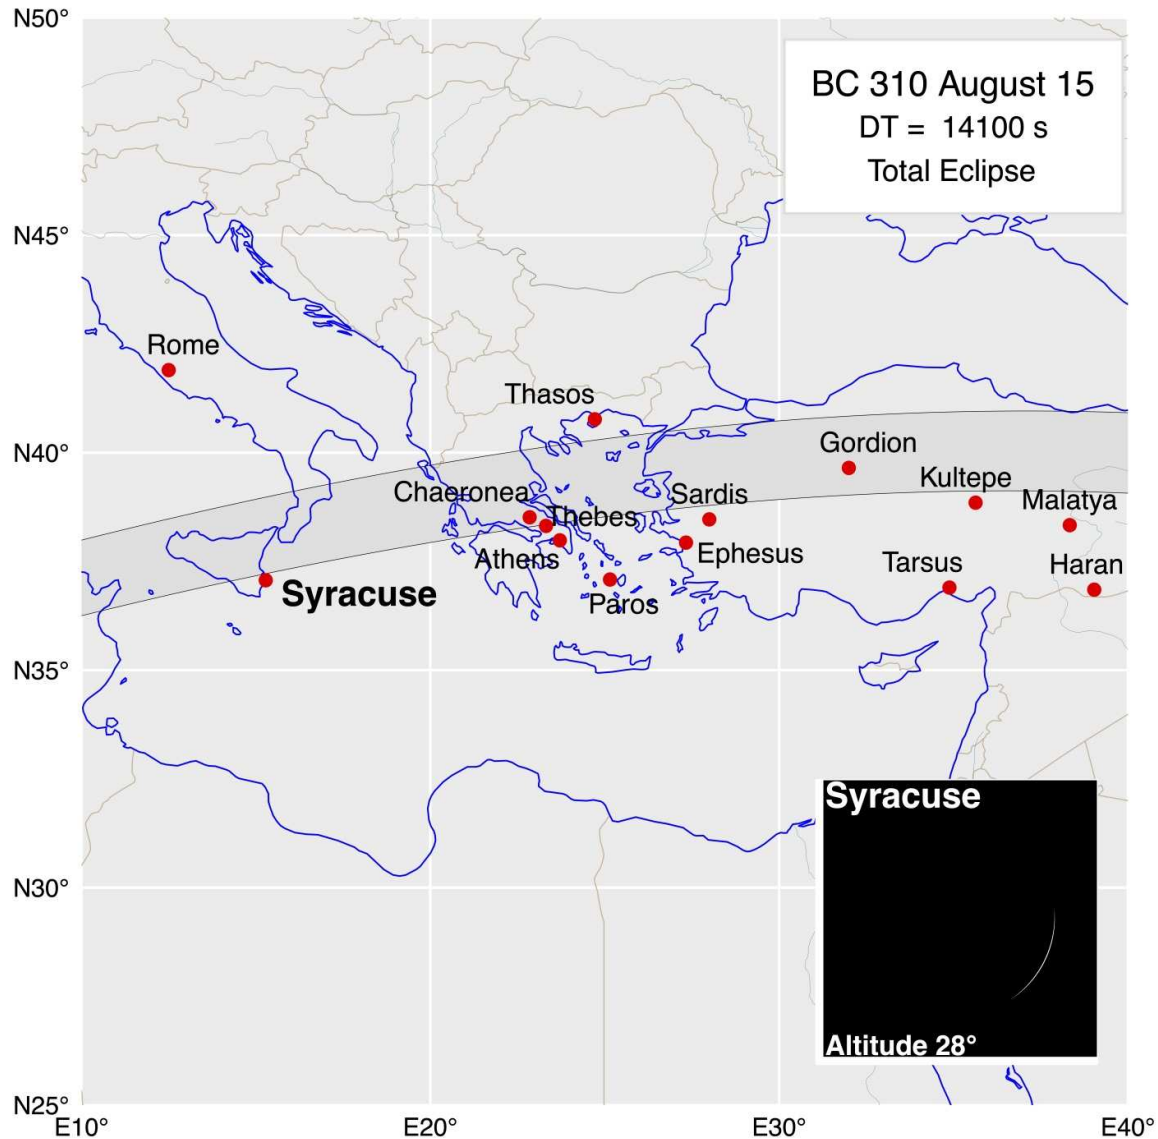 N50°
BC 310 August 15
DT = 14100 s
Total Eclipse
N45°
Rome
Thasos
N40°
Gordion
Kultepe
Chaeronea
Sardis
Malatya
Thebes
Athens
Ephesus
Tarsus
Haran
Syracuse
Paros
N35°
Syracuse
N30°
Altitude 28°
N25°
E10°
E20°
E30°
E40°